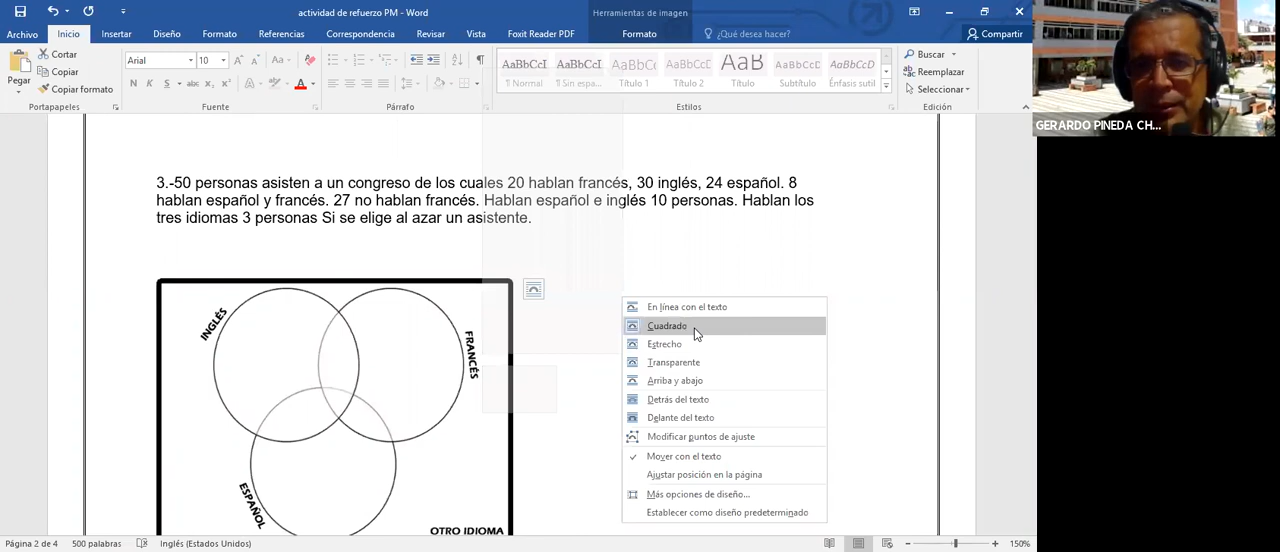 actividad de refuerzo PM - Word
Herramientas de imagen
Archivo Inicio Insertar Diseño Formato Referencias Correspondencia Revisar Vista Foxit Reader PDF Formato ¿Qué desea hacer? Compartir
Pegar
Cortar
Copiar
Copiar formato
Portapapeles
Arial 10
N K S
Fuente
Párrafo
AaBbCcI AaBbCcI AaBbCcI AaBbCcD AaB AaBbCcD AaBbCcD
¶ Normal ¶ Sin espa... Título 1 Título 2 Título Subtítulo Énfasis sutil
Estilos
Buscar
Reemplazar
Seleccionar
Edición
GERARDO PINEDA CH...
3.-50 personas asisten a un congreso de los cuales 20 hablan francés, 30 inglés, 24 español. 8
hablan español y francés. 27 no hablan francés. Hablan español e inglés 10 personas. Hablan los
tres idiomas 3 personas Si se elige al azar un asistente.
INGLÉS
FRANCÉS
ESPAÑOL
OTRO IDIOMA
En línea con el texto
Cuadrado
Estrecho
Transparente
Arriba y abajo
Detrás del texto
Delante del texto
Modificar puntos de ajuste
Mover con el texto
Ajustar posición en la página
Más opciones de diseño...
Establecer como diseño predeterminado
Página 2 de 4 500 palabras Inglés (Estados Unidos) 150%